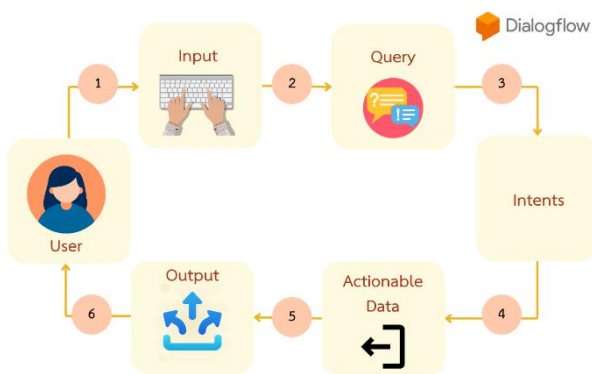 Dialogflow
Input
Query
1
2
3
User
Intents
Output
Actionable
Data
6
5
4